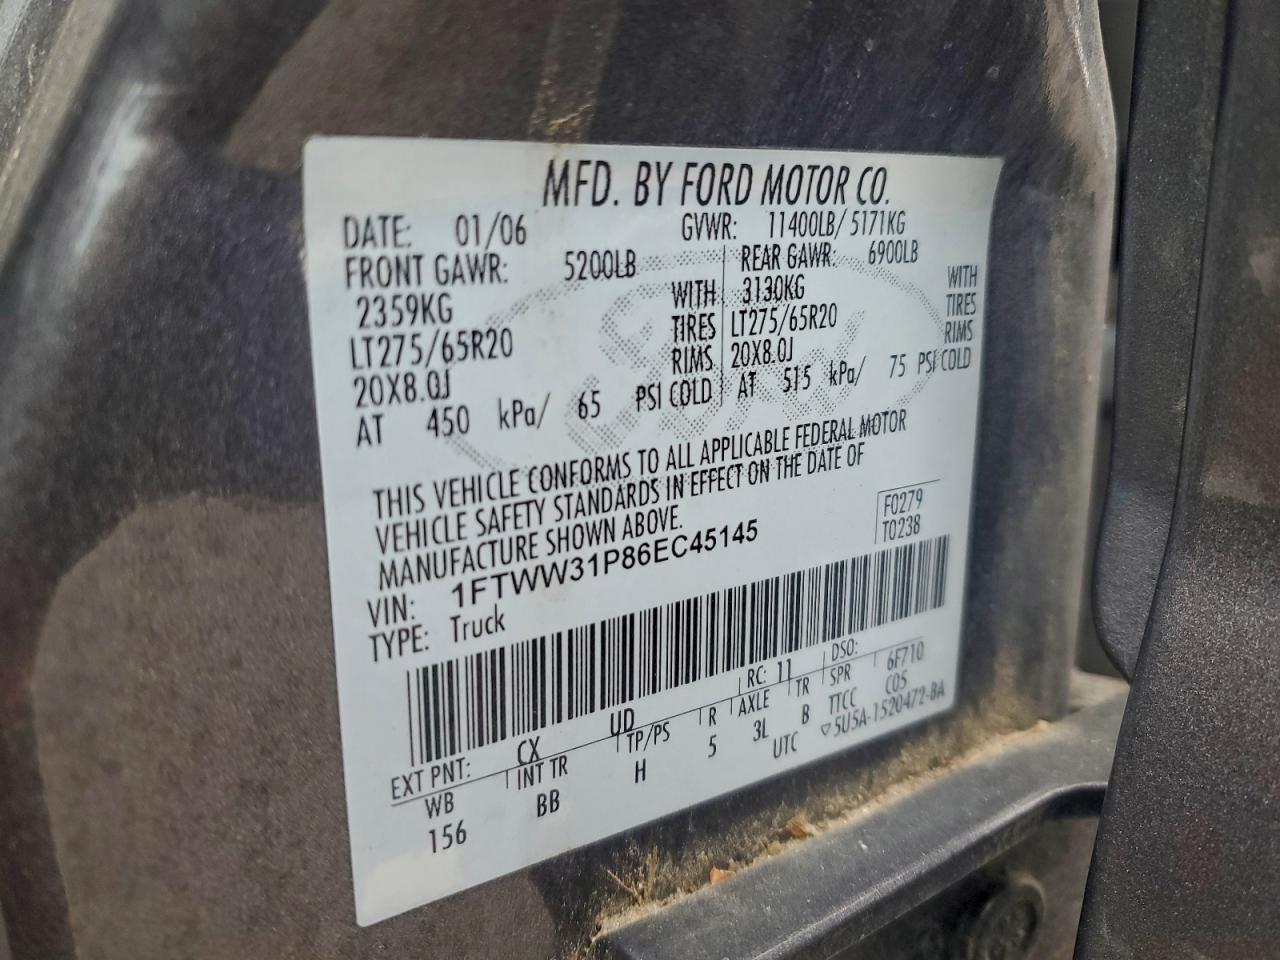 MFD. BY FORD MOTOR CO.
DATE: 01/06 GVWR: 11400LB/ 5171KG
FRONT GAWR: 5200LB REAR GAWR: 6900LB
2359KG WITH 3130KG WITH
LT275/65R20 TIRES LT275/65R20 TIRES
20X8.0J RIMS 20X8.0J RIMS
AT 450 kPa/ 65 PSI COLD AT 515 kPa/ 75 PSI COLD
THIS VEHICLE CONFORMS TO ALL APPLICABLE FEDERAL MOTOR
VEHICLE SAFETY STANDARDS IN EFFECT ON THE DATE OF
MANUFACTURE SHOWN ABOVE.
F0279
T0238
VIN: 1FTWW31P86EC45145
TYPE: Truck
EXT PNT: CX UD RC: 11 DSO:
WB INT TR TP/PS R AXLE TR SPR 6F710
156 BB H 5 3L B TTCC C05
UTC ▽5U5A-1520472-BA